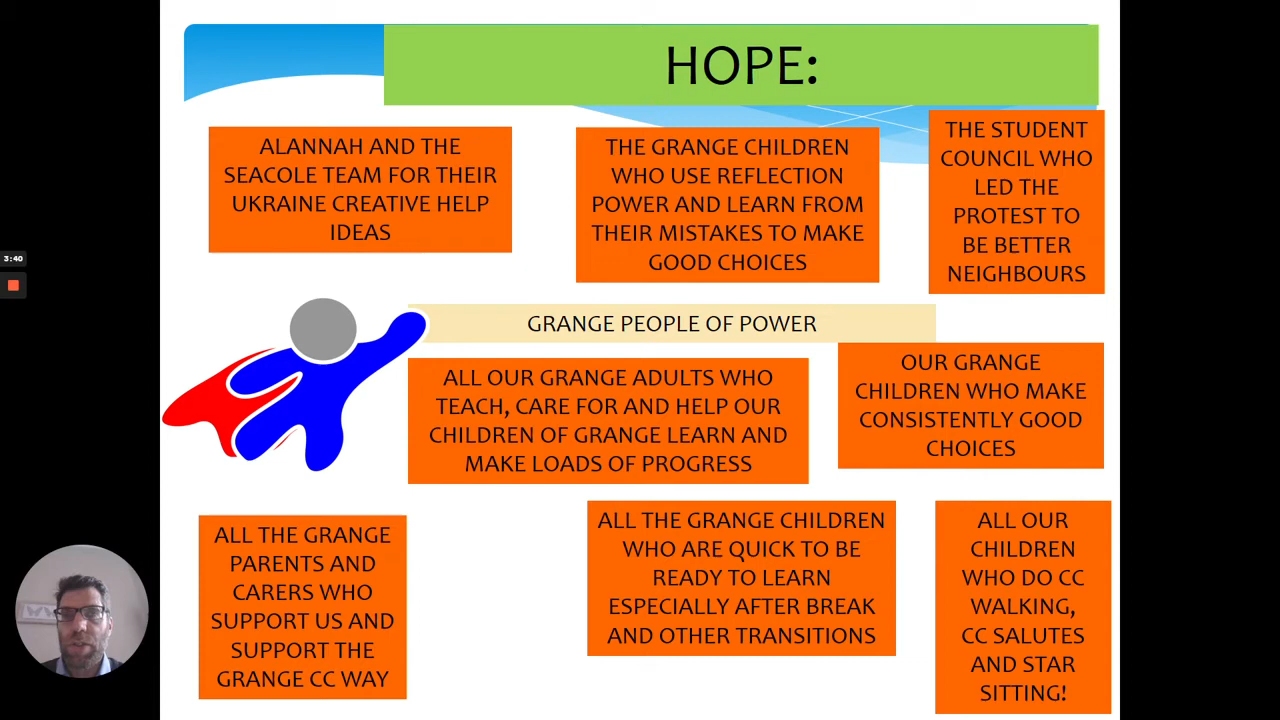 HOPE:
ALANNAH AND THE
SEACOLE TEAM FOR THEIR
UKRAINE CREATIVE HELP
IDEAS
THE GRANGE CHILDREN
WHO USE REFLECTION
POWER AND LEARN FROM
THEIR MISTAKES TO MAKE
GOOD CHOICES
THE STUDENT
COUNCIL WHO
LED THE
PROTEST TO
BE BETTER
NEIGHBOURS
3:40
GRANGE PEOPLE OF POWER
ALL OUR GRANGE ADULTS WHO
TEACH, CARE FOR AND HELP OUR
CHILDREN OF GRANGE LEARN AND
MAKE LOADS OF PROGRESS
OUR GRANGE
CHILDREN WHO MAKE
CONSISTENTLY GOOD
CHOICES
ALL THE GRANGE
PARENTS AND
CARERS WHO
SUPPORT US AND
SUPPORT THE
GRANGE CC WAY
ALL THE GRANGE CHILDREN
WHO ARE QUICK TO BE
READY TO LEARN
ESPECIALLY AFTER BREAK
AND OTHER TRANSITIONS
ALL OUR
CHILDREN
WHO DO CC
WALKING,
CC SALUTES
AND STAR
SITTING!